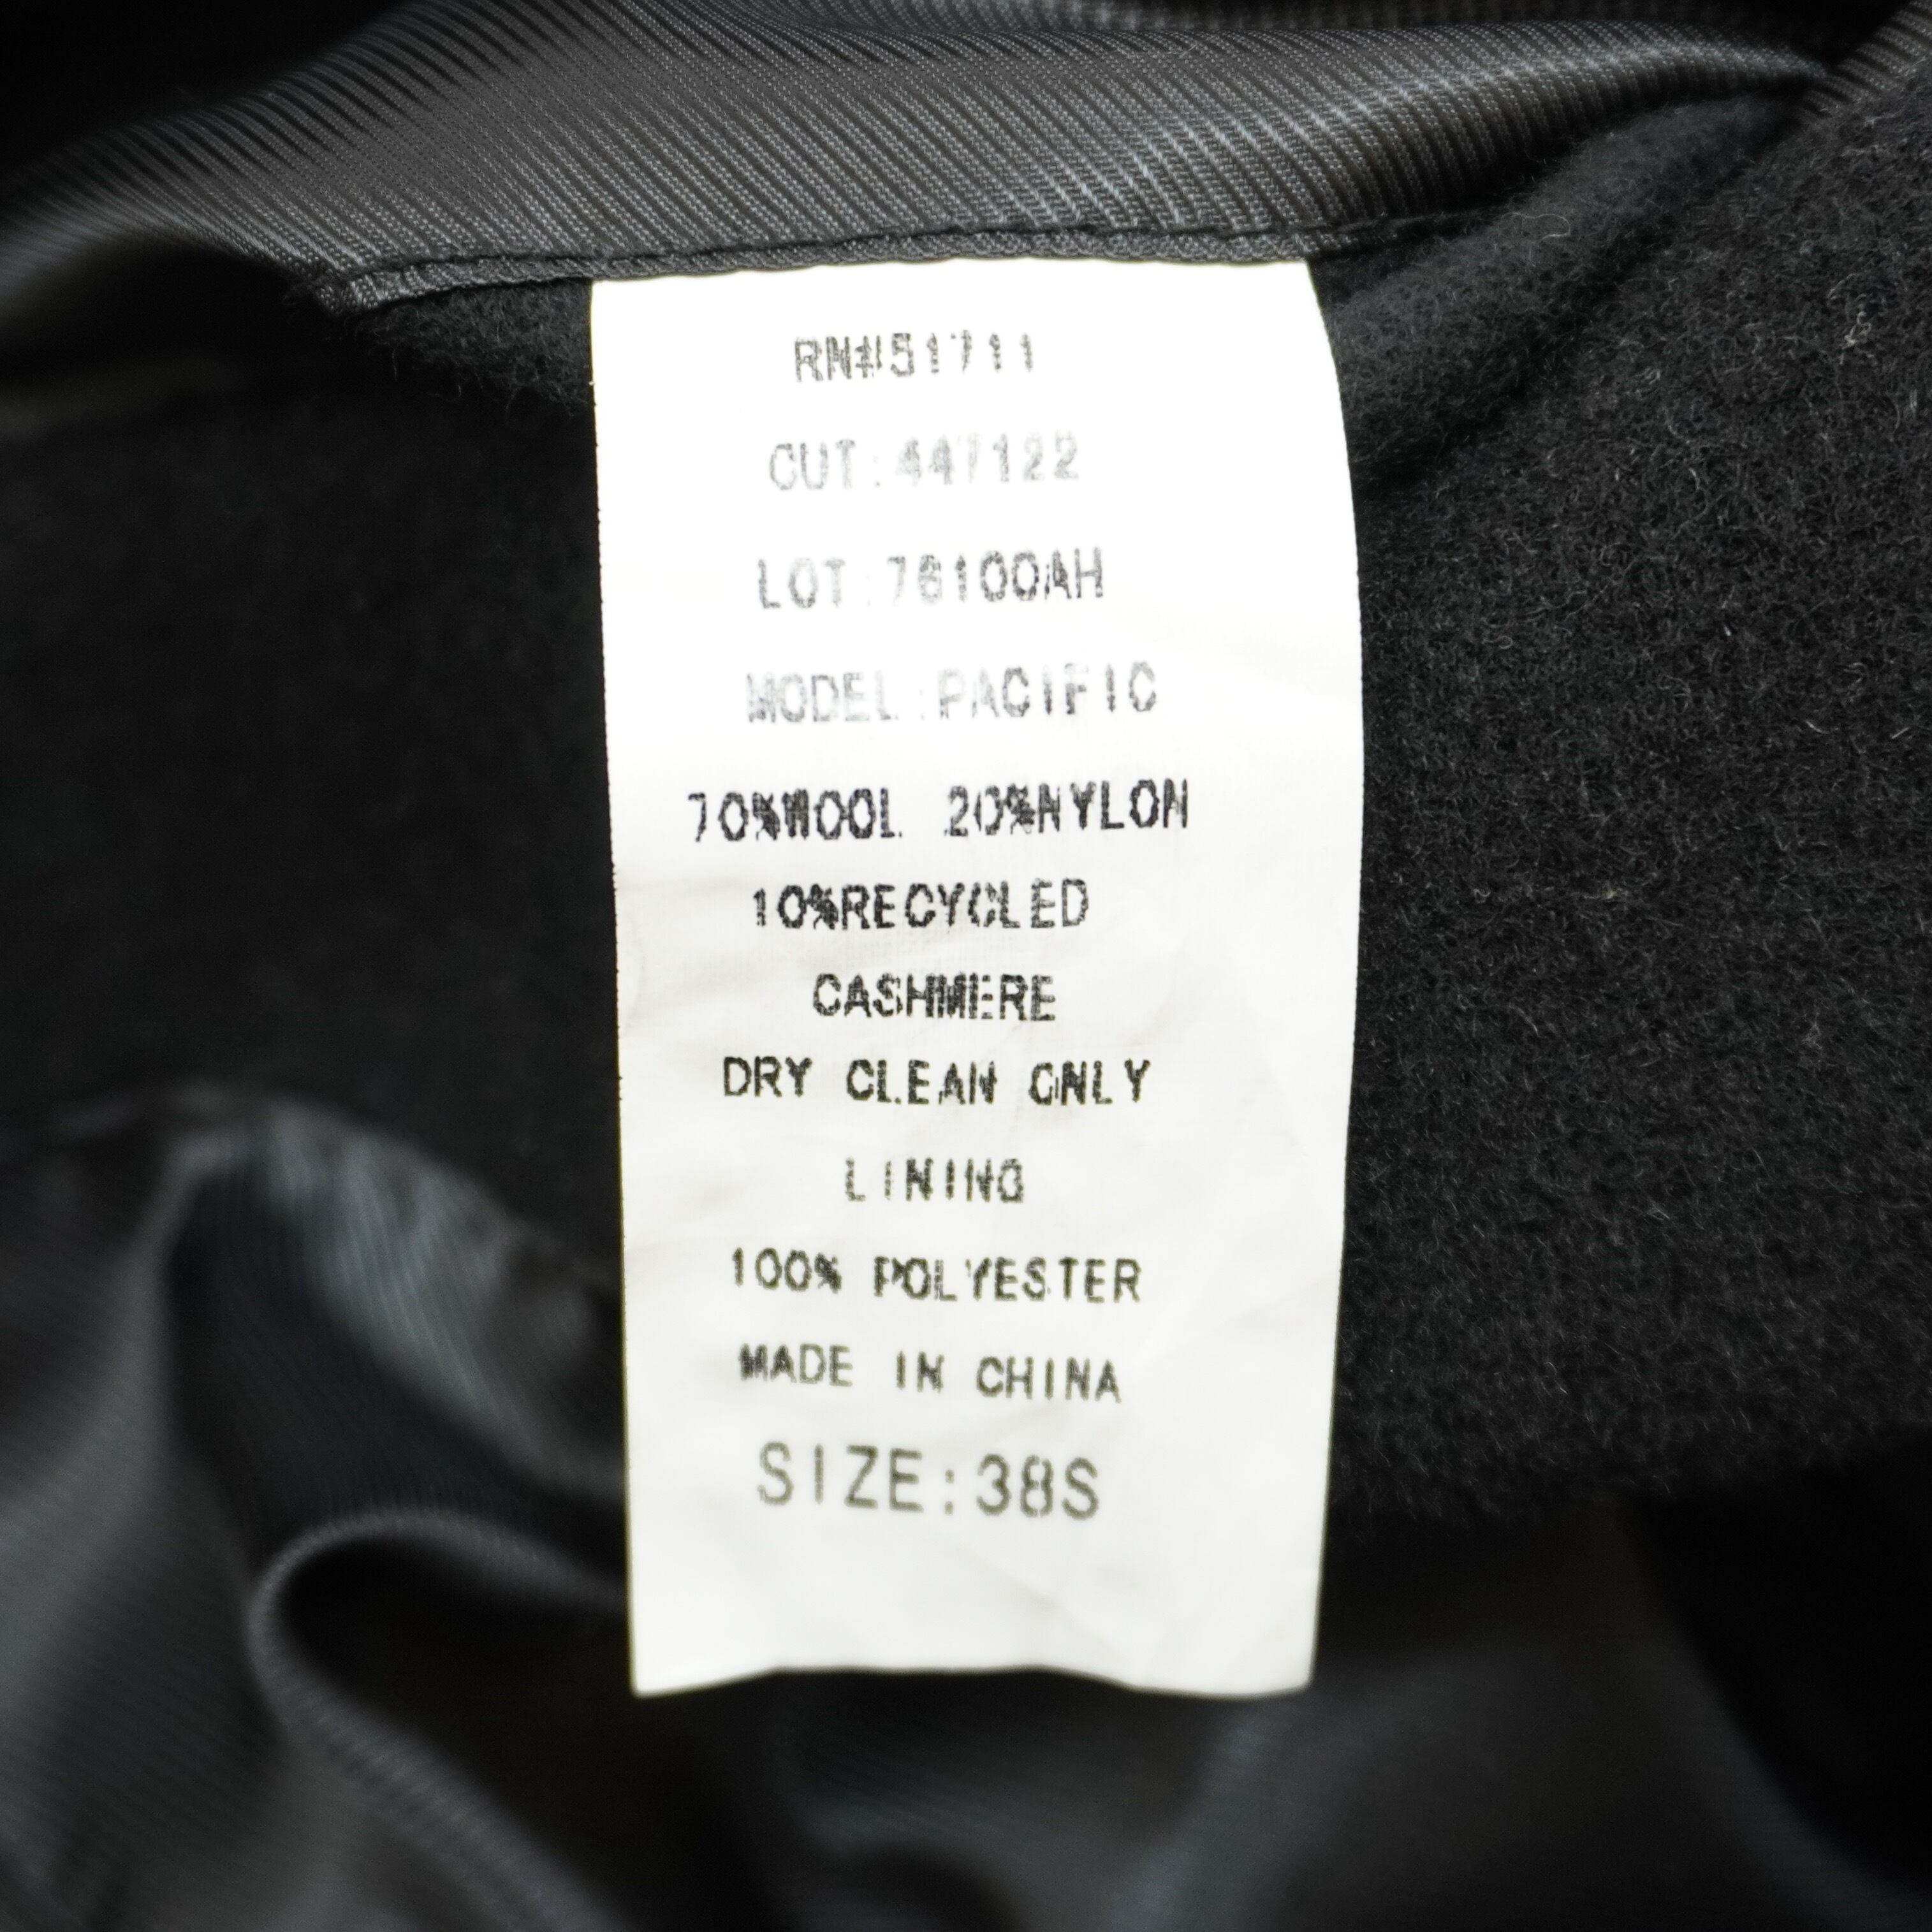 RN#51711
CUT:447122
LOT:76100AH
MODEL:PACIFIC
70%WOOL 20%NYLON
10%RECYCLED
CASHMERE
DRY CLEAN ONLY
LINING
100% POLYESTER
MADE IN CHINA
SIZE:38S